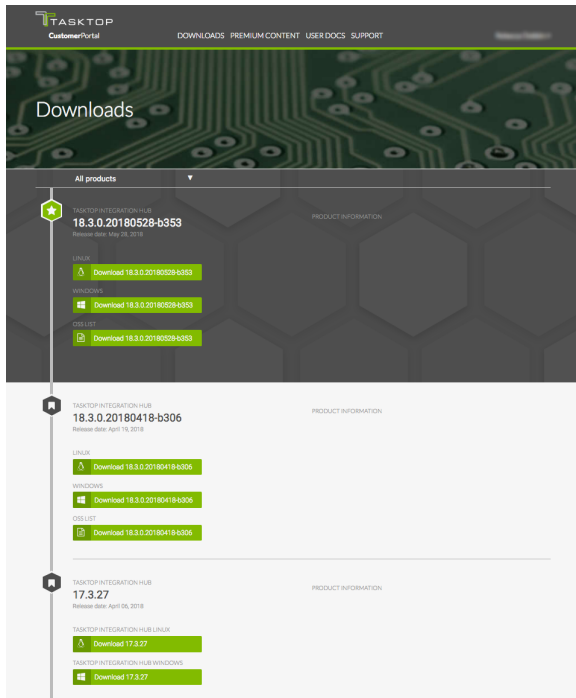 TASKTOP
CustomerPortal
DOWNLOADS PREMIUM CONTENT USER DOCS SUPPORT
Downloads
All products
TASKTOP INTEGRATION HUB
18.3.0.20180528-b353
Release date: May 28, 2018
PRODUCT INFORMATION
LINUX
Download 18.3.0.20180528-b353
WINDOWS
Download 18.3.0.20180528-b353
OSS LIST
Download 18.3.0.20180528-b353
TASKTOP INTEGRATION HUB
18.3.0.20180418-b306
Release date: April 19, 2018
PRODUCT INFORMATION
LINUX
Download 18.3.0.20180418-b306
WINDOWS
Download 18.3.0.20180418-b306
OSS LIST
Download 18.3.0.20180418-b306
TASKTOP INTEGRATION HUB
17.3.27
Release date: April 06, 2018
PRODUCT INFORMATION
TASKTOP INTEGRATION HUB LINUX
Download 17.3.27
TASKTOP INTEGRATION HUB WINDOWS
Download 17.3.27